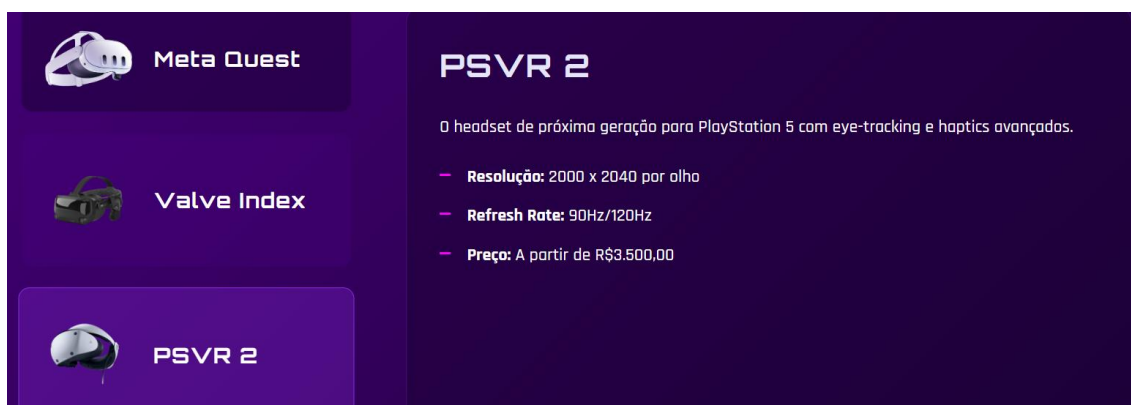 Meta Quest
Valve Index
PSVR 2
PSVR 2
O headset de próxima geração para PlayStation 5 com eye-tracking e haptics avançados.
Resolução: 2000 x 2040 por olho
Refresh Rate: 90Hz/120Hz
Preço: A partir de R$3.500,00